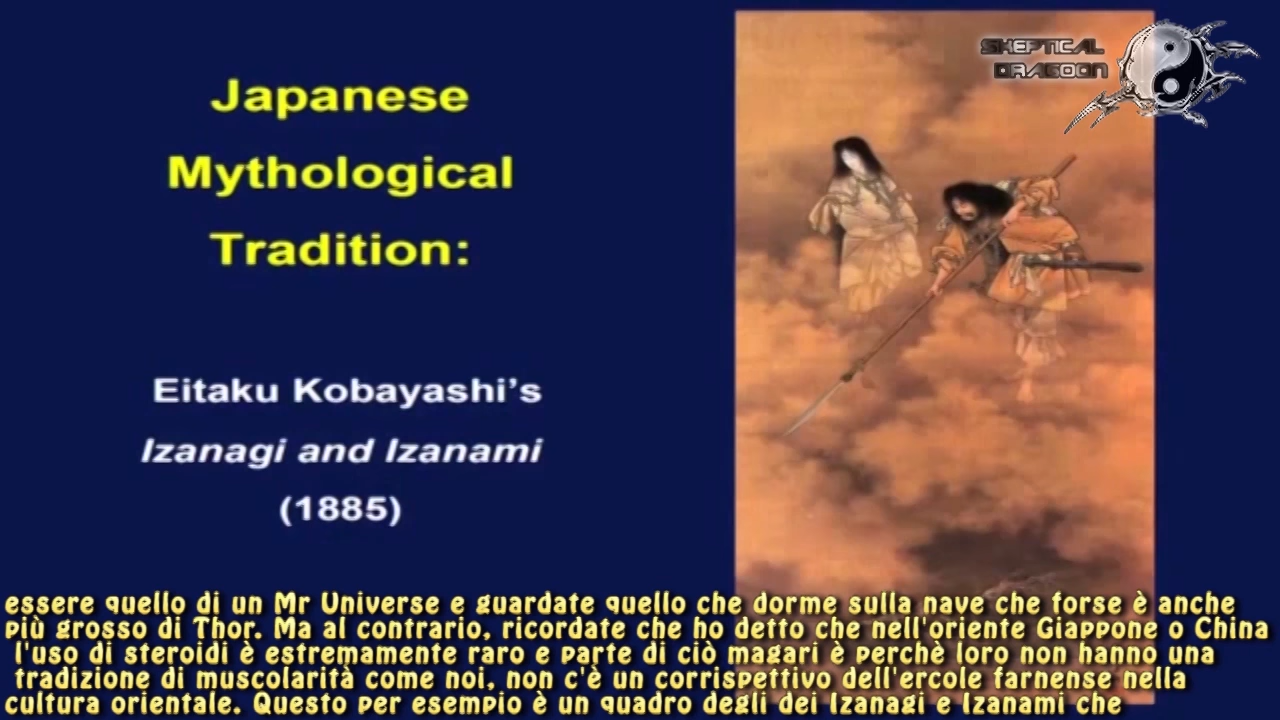 SKEPTICAL
DRAGOON
Japanese
Mythological
Tradition:
Eitaku Kobayashi's
Izanagi and Izanami
(1885)
essere quello di un Mr Universe e guardate quello che dorme sulla nave che forse è anche
più grosso di Thor. Ma al contrario, ricordate che ho detto che nell'oriente Giappone o China
l'uso di steroidi è estremamente raro e parte di ciò magari è perchè loro non hanno una
tradizione di muscolarità come noi, non c'è un corrispettivo dell'ercole farnense nella
cultura orientale. Questo per esempio è un quadro degli dei Izanagi e Izanami che